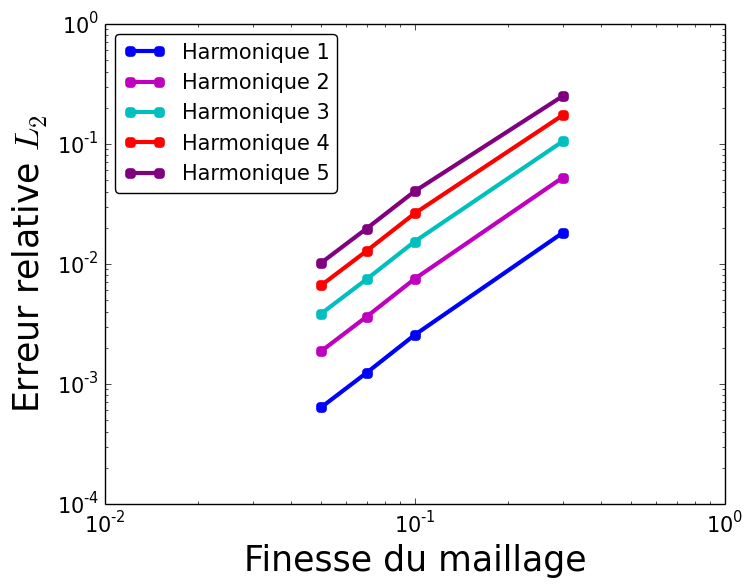 10^0
10^-1
10^-2
10^-3
10^-4
Erreur relative L_2
Harmonique 1
Harmonique 2
Harmonique 3
Harmonique 4
Harmonique 5
10^-2
10^-1
10^0
Finesse du maillage